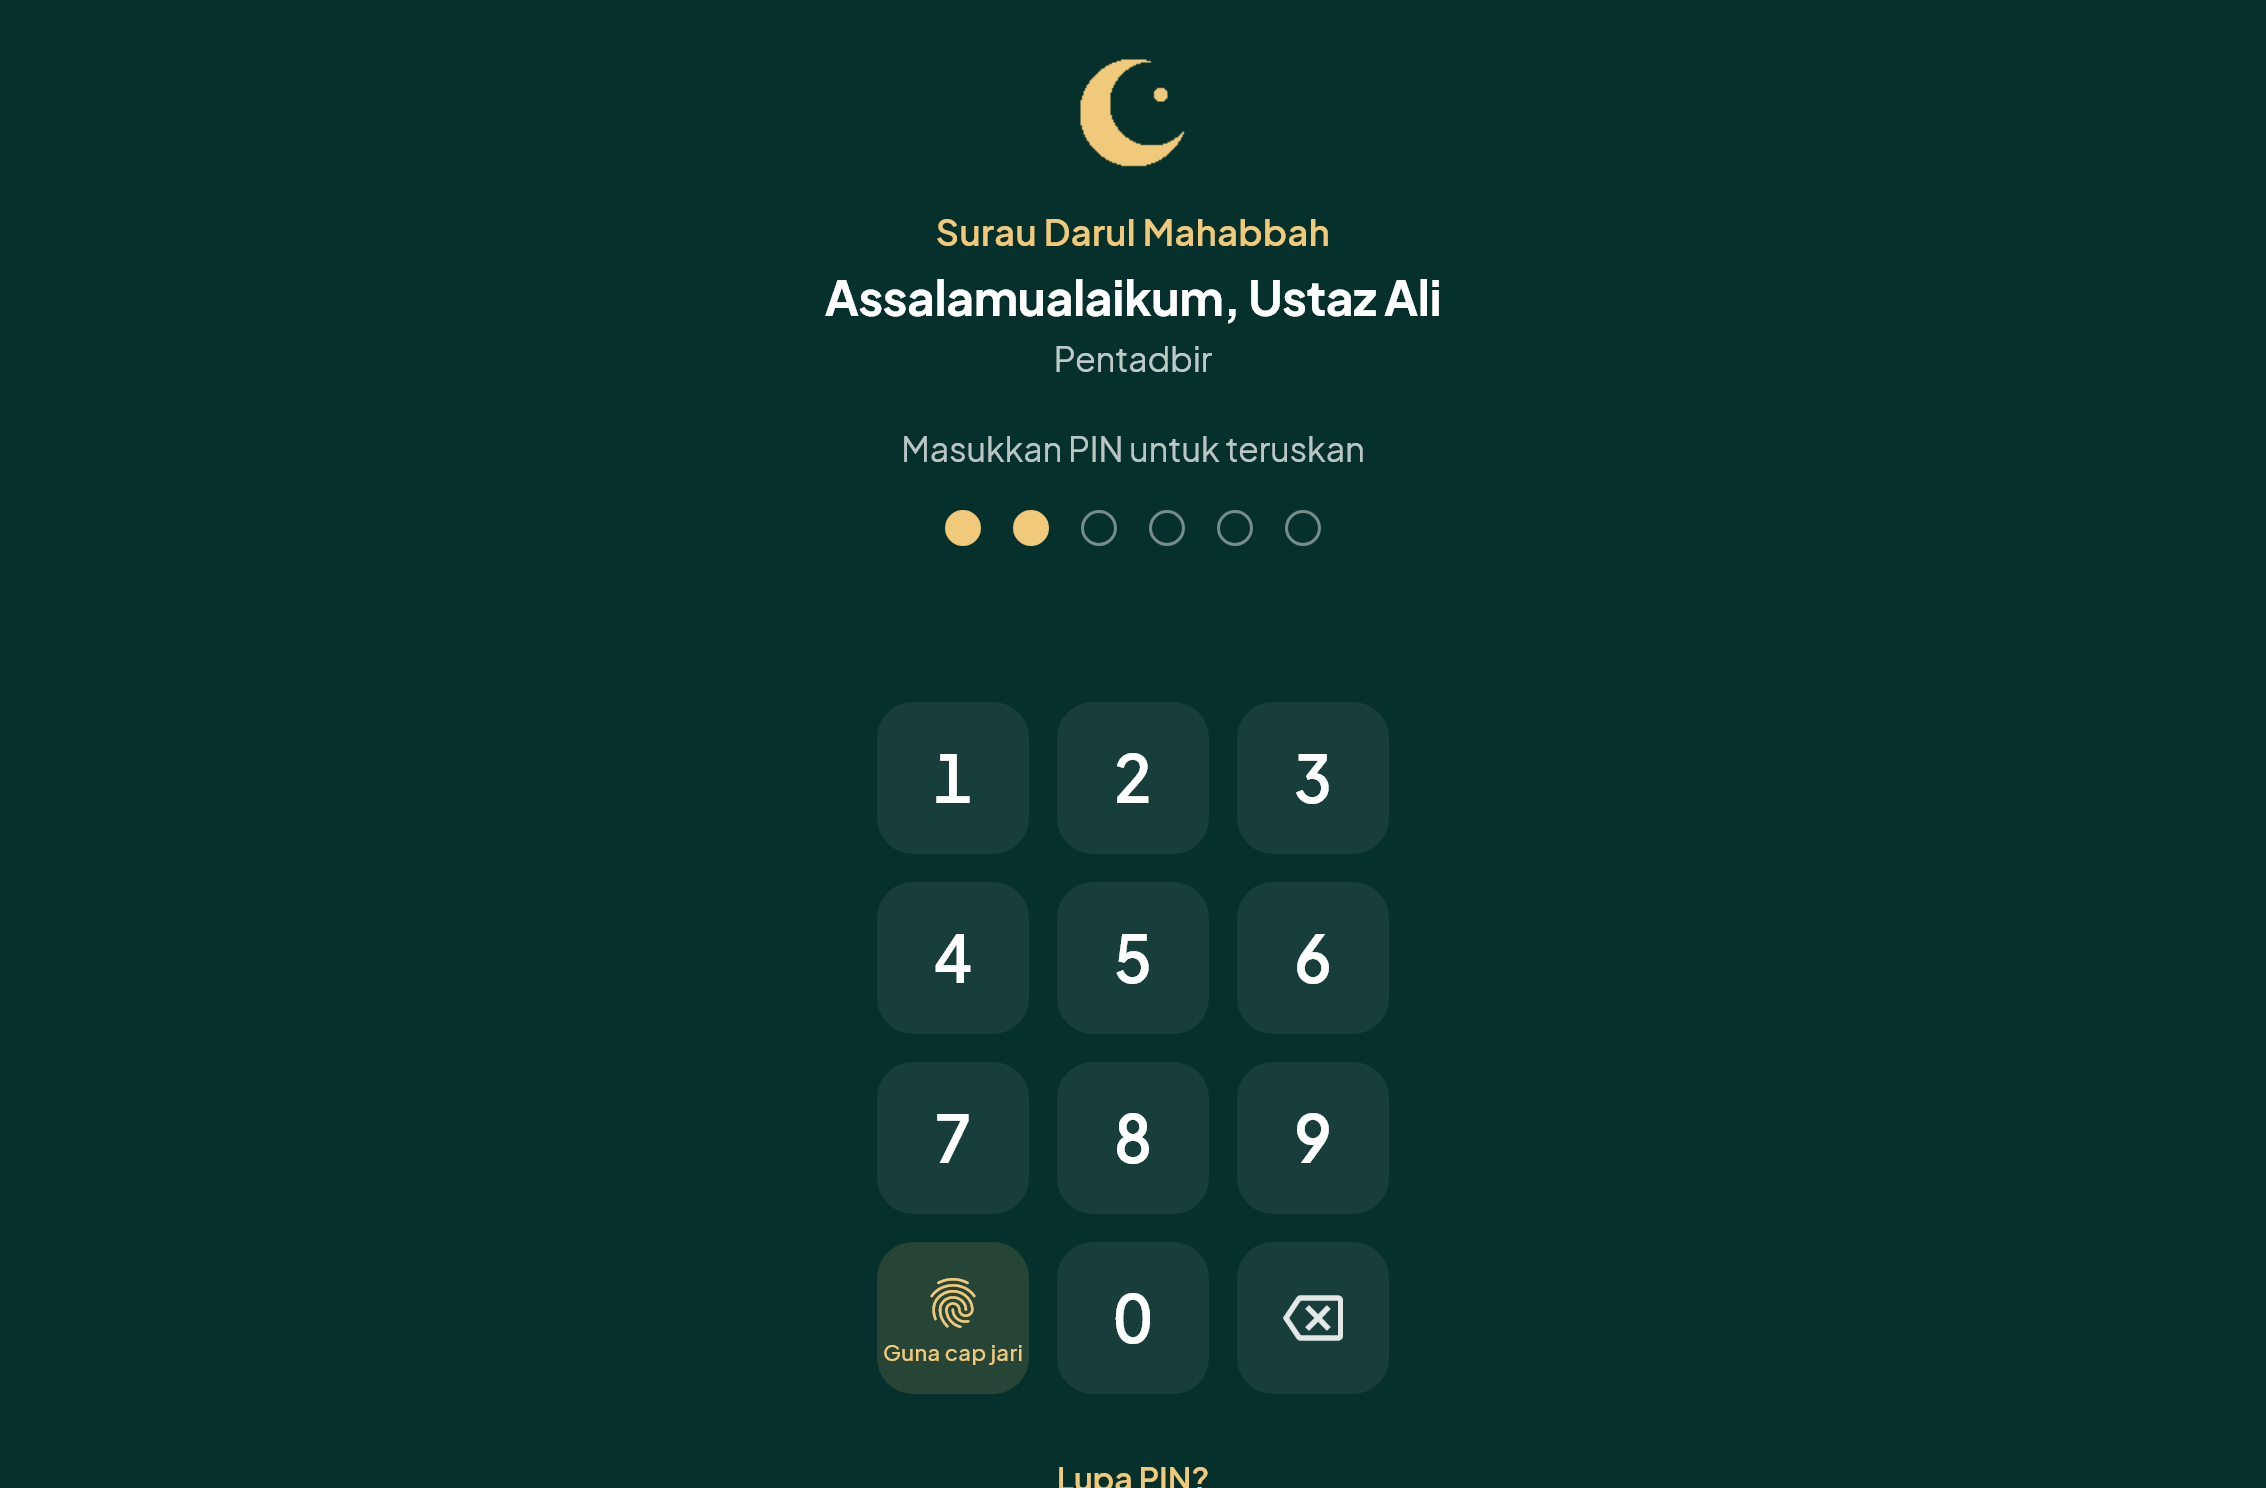 Surau Darul Mahabbah
Assalamualaikum, Ustaz Ali
Pentadbir
Masukkan PIN untuk teruskan
1 2 3
4 5 6
7 8 9
0
Guna cap jari
Lupa PIN?